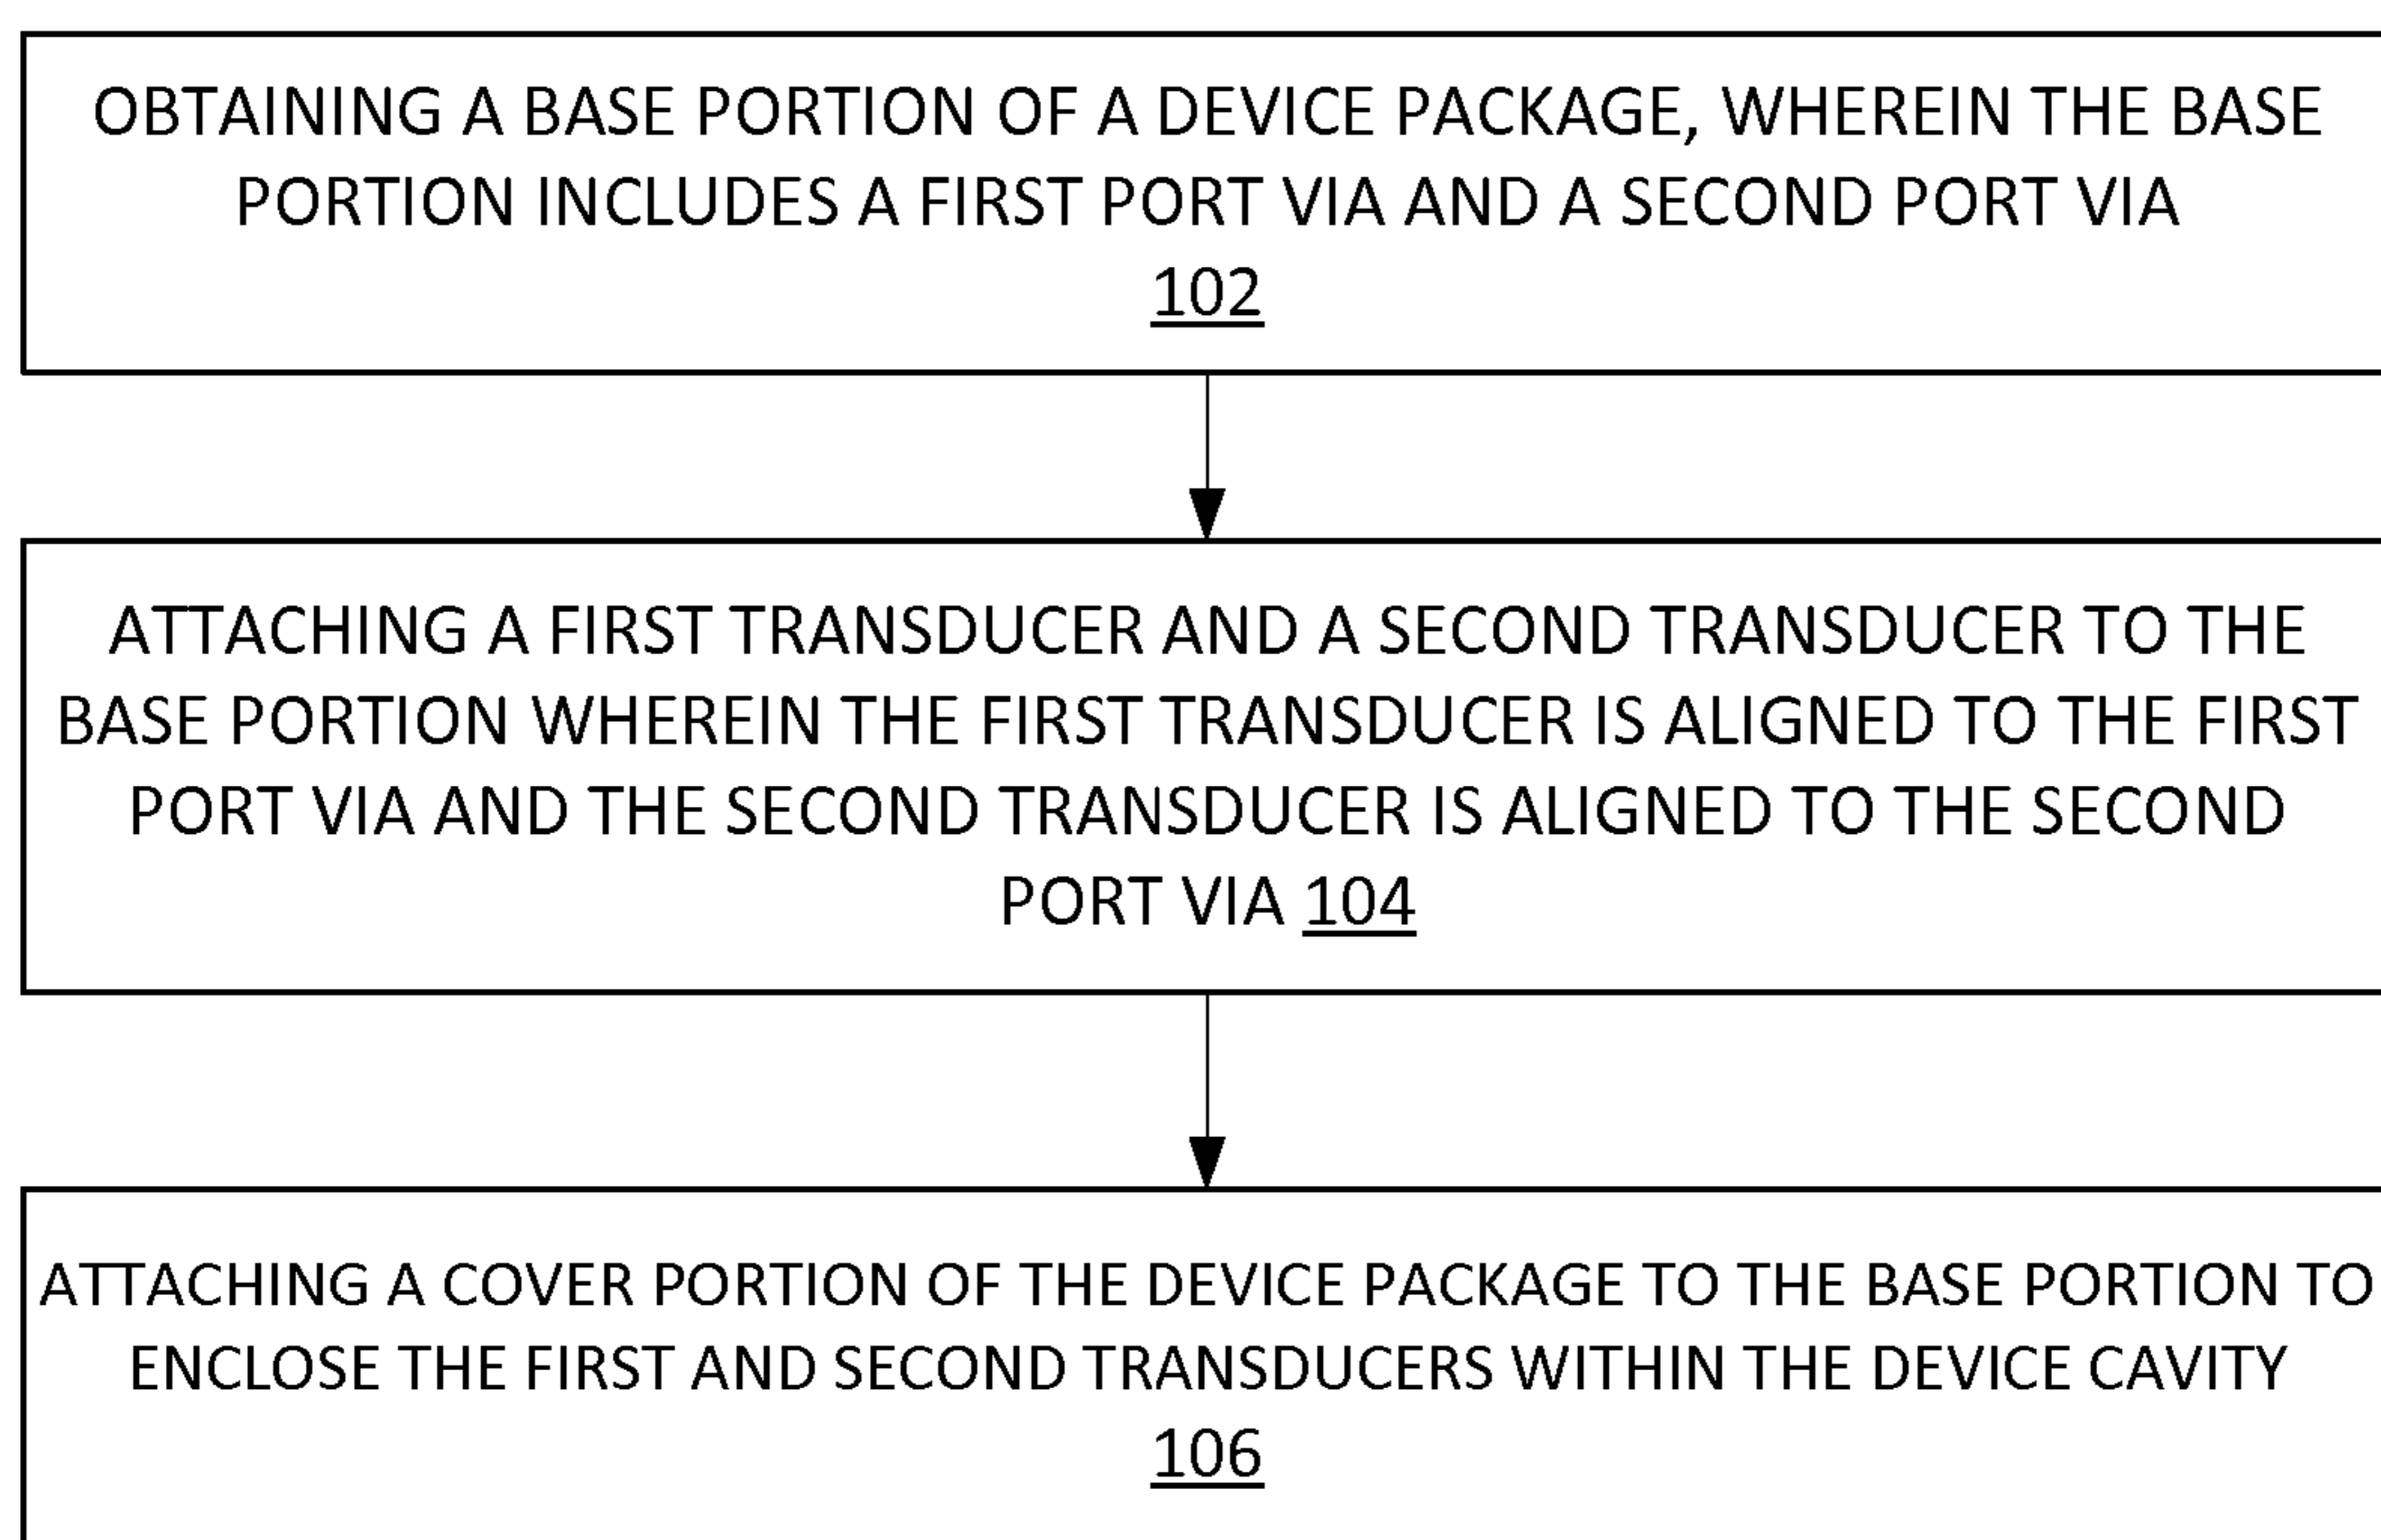 OBTAINING A BASE PORTION OF A DEVICE PACKAGE, WHEREIN THE BASE
PORTION INCLUDES A FIRST PORT VIA AND A SECOND PORT VIA
102
ATTACHING A FIRST TRANSDUCER AND A SECOND TRANSDUCER TO THE
BASE PORTION WHEREIN THE FIRST TRANSDUCER IS ALIGNED TO THE FIRST
PORT VIA AND THE SECOND TRANSDUCER IS ALIGNED TO THE SECOND
PORT VIA 104
ATTACHING A COVER PORTION OF THE DEVICE PACKAGE TO THE BASE PORTION TO
ENCLOSE THE FIRST AND SECOND TRANSDUCERS WITHIN THE DEVICE CAVITY
106